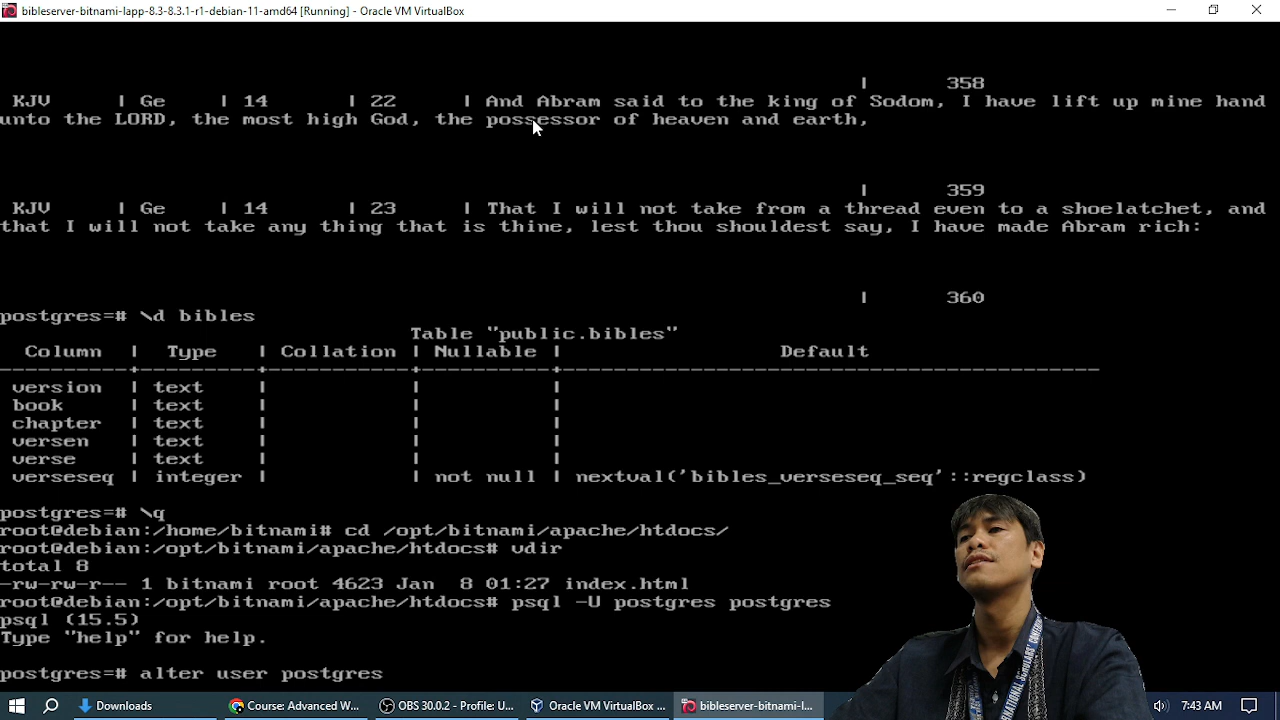 bibleserver-bitnami-lapp-8.3-8.3.1-r1-debian-11-amd64 [Running] - Oracle VM VirtualBox
| 358
KJV | Ge | 14 | 22 | And Abram said to the king of Sodom, I have lift up mine hand
unto the LORD, the most high God, the possessor of heaven and earth,
| 359
KJV | Ge | 14 | 23 | That I will not take from a thread even to a shoelatchet, and
that I will not take any thing that is thine, lest thou shouldest say, I have made Abram rich:
| 360
postgres=# \d bibles
Table "public.bibles"
Column | Type | Collation | Nullable | Default
----------+---------+-----------+----------+------------------------------------------
version | text | | |
book | text | | |
chapter | text | | |
versen | text | | |
verse | text | | |
verseseq | integer | | not null | nextval('bibles_verseseq_seq'::regclass)
postgres=# \q
root@debian:/home/bitnami# cd /opt/bitnami/apache/htdocs/
root@debian:/opt/bitnami/apache/htdocs# vdir
total 8
-rw-rw-r-- 1 bitnami root 4623 Jan 8 01:27 index.html
root@debian:/opt/bitnami/apache/htdocs# psql -U postgres postgres
psql (15.5)
Type "help" for help.
postgres=# alter user postgres
Downloads
Course: Advanced W...
OBS 30.0.2 - Profile: U...
Oracle VM VirtualBox ...
bibleserver-bitnami-l...
7:43 AM